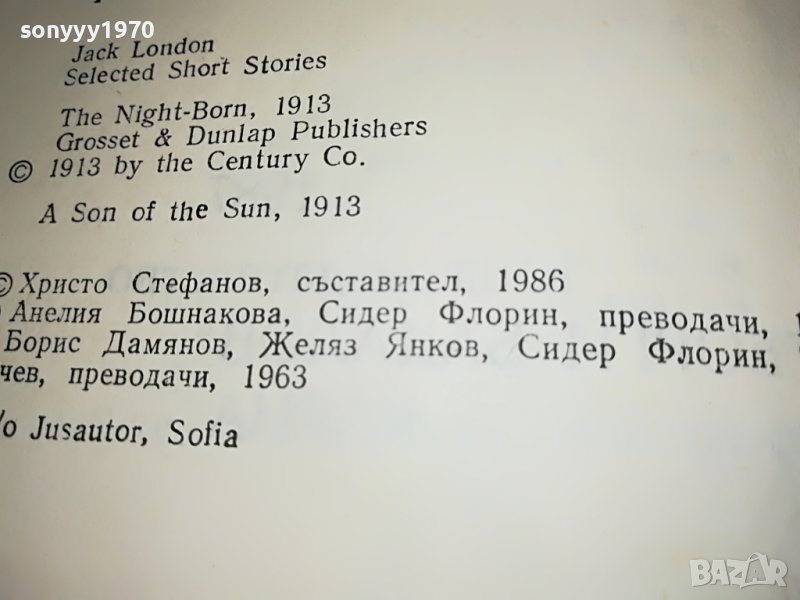 sonyyy1970
Jack London
Selected Short Stories
The Night-Born, 1913
Grosset & Dunlap Publishers
© 1913 by the Century Co.
A Son of the Sun, 1913
© Христо Стефанов, съставител, 1986
Анелия Бошнакова, Сидер Флорин, преводачи,
Борис Дамянов, Желяз Янков, Сидер Флорин,
чев, преводачи, 1963
/o Jusautor, Sofia
BAZAR